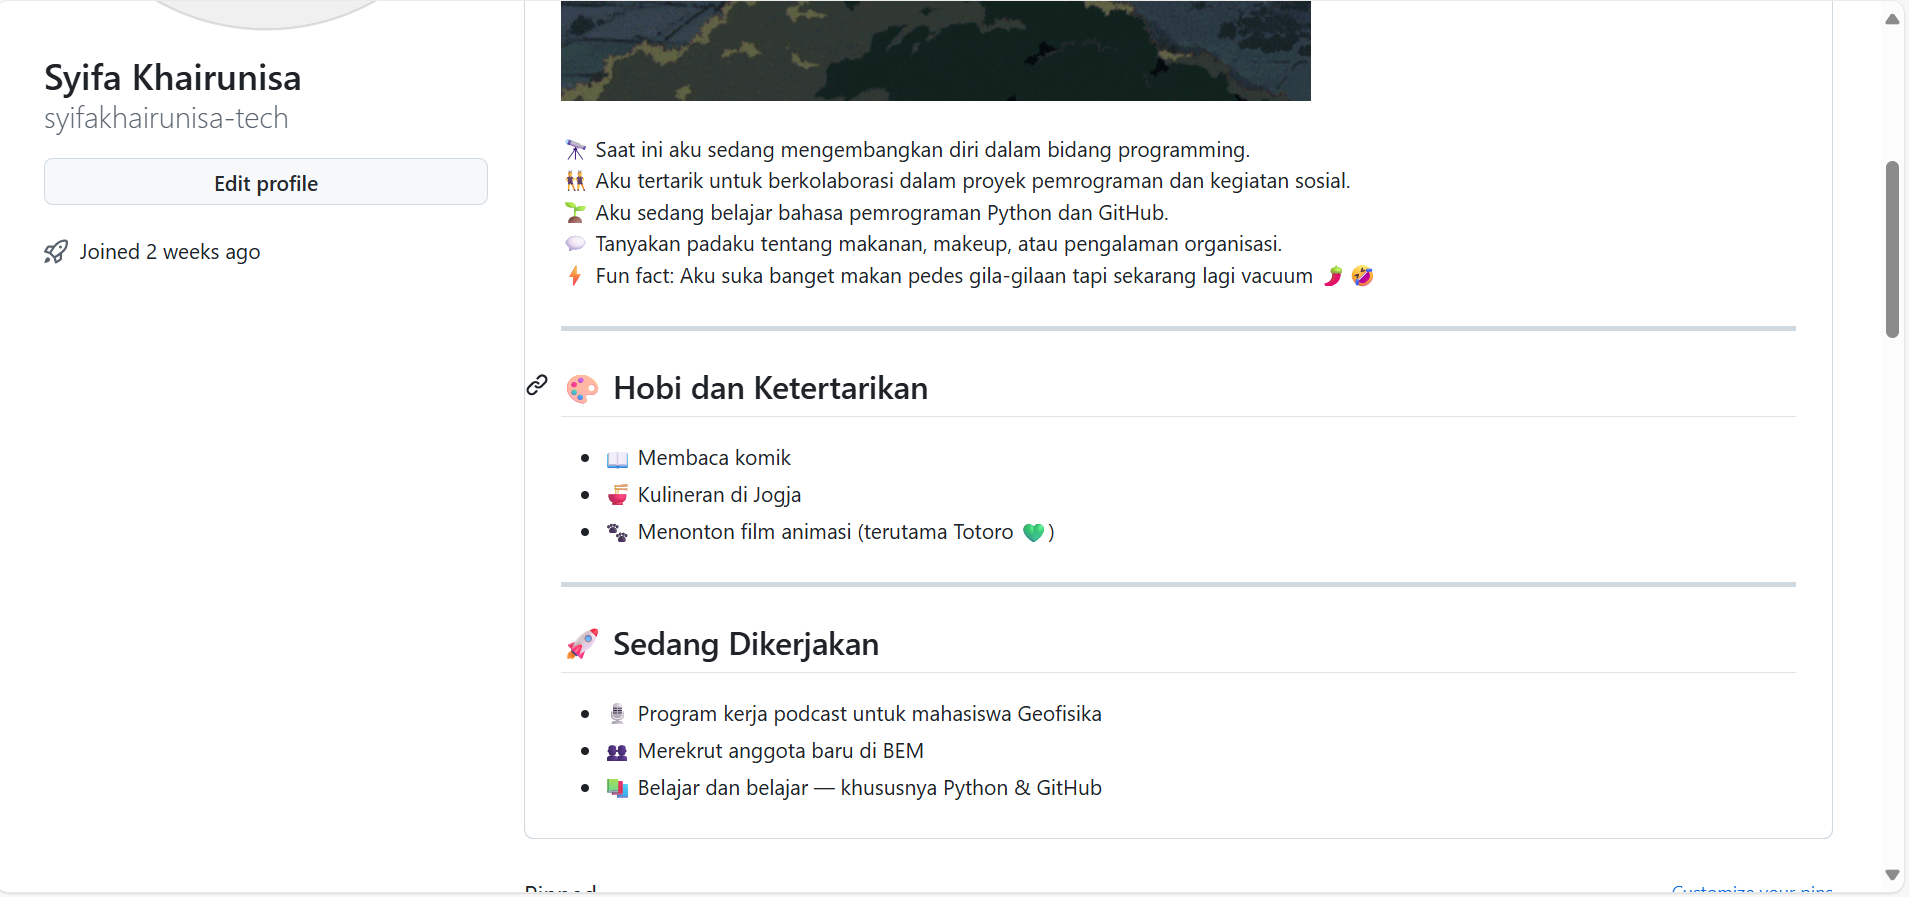 Syifa Khairunisa
syifakhairunisa-tech
Edit profile
Joined 2 weeks ago
🔭 Saat ini aku sedang mengembangkan diri dalam bidang programming.
👯 Aku tertarik untuk berkolaborasi dalam proyek pemrograman dan kegiatan sosial.
🌱 Aku sedang belajar bahasa pemrograman Python dan GitHub.
💬 Tanyakan padaku tentang makanan, makeup, atau pengalaman organisasi.
⚡ Fun fact: Aku suka banget makan pedes gila-gilaan tapi sekarang lagi vacuum 🌶️ 🤣
🎨 Hobi dan Ketertarikan
• 📖 Membaca komik
• 🍜 Kulineran di Jogja
• 🐾 Menonton film animasi (terutama Totoro 💚)
🚀 Sedang Dikerjakan
• 🎙️ Program kerja podcast untuk mahasiswa Geofisika
• 👥 Merekrut anggota baru di BEM
• 📚 Belajar dan belajar — khususnya Python & GitHub
Pinned
Customize your pins